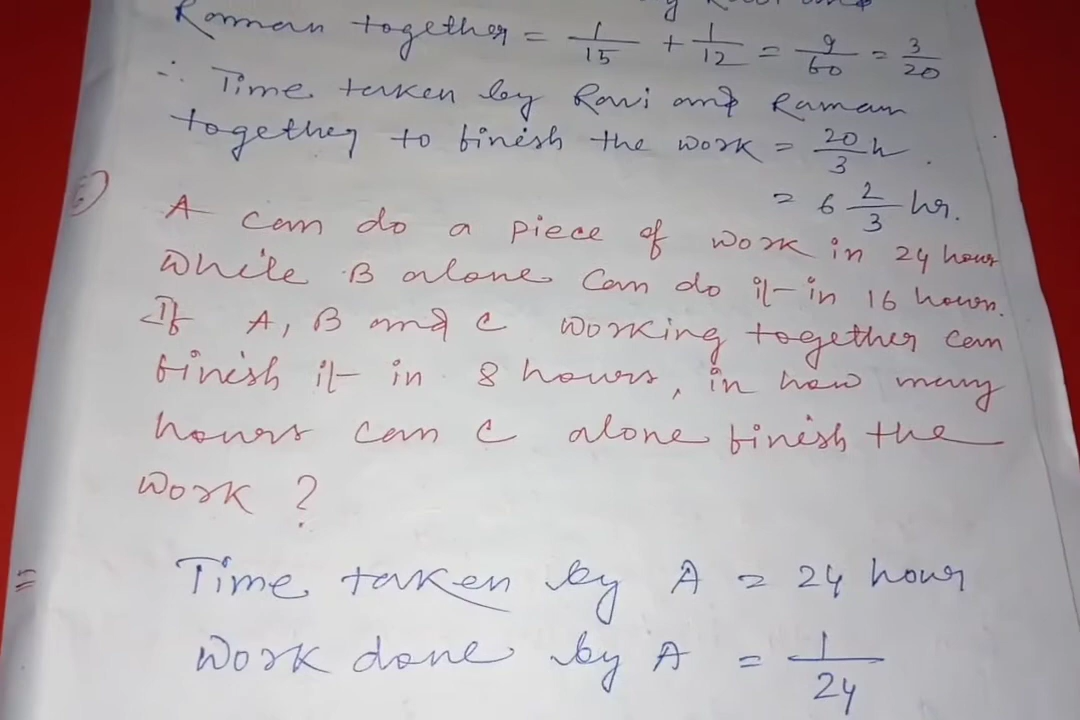 Raman together = 1/15 + 1/12 = 9/60 = 3/20
∴ Time taken by Ravi and Raman
together to finish the work = 20/3 h.
= 6 2/3 hr.
A can do a piece of work in 24 hours
while B alone can do it in 16 hours.
If A, B and C working together can
finish it in 8 hours, in how many
hours can C alone finish the
work ?
= Time taken by A = 24 hour
Work done by A = 1/24